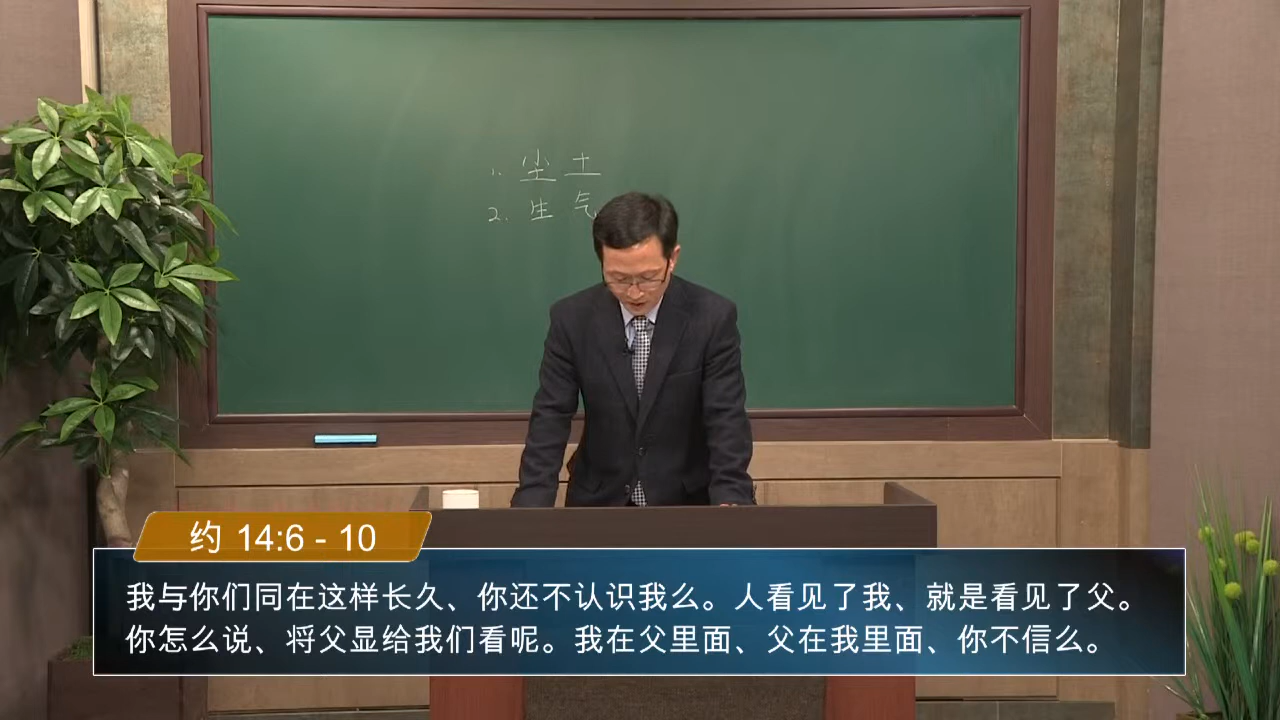 1. 尘土
2. 生气
约 14:6 - 10
我与你们同在这样长久、你还不认识我么。人看见了我、就是看见了父。
你怎么说、将父显给我们看呢。我在父里面、父在我里面、你不信么。